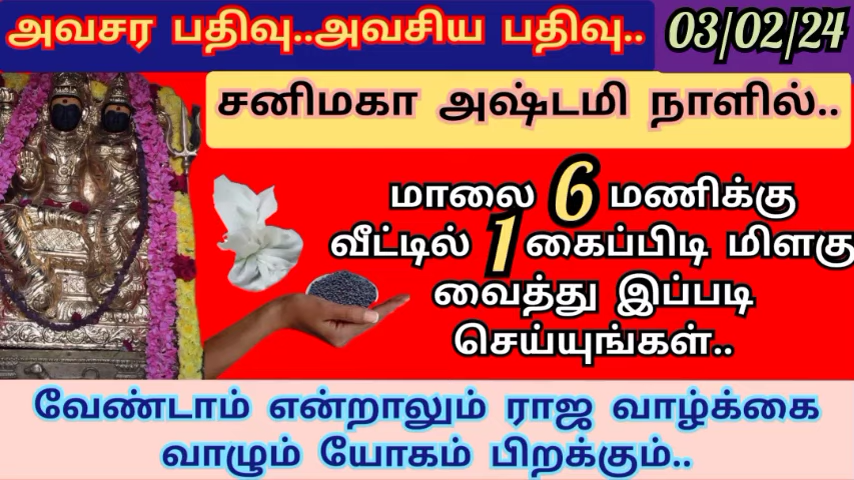 அவசர பதிவு..அவசிய பதிவு..
03/02/24
சனிமகா அஷ்டமி நாளில்..
மாலை 6 மணிக்கு
வீட்டில் 1 கைப்பிடி மிளகு
வைத்து இப்படி
செய்யுங்கள்..
வேண்டாம் என்றாலும் ராஜ வாழ்க்கை
வாழும் யோகம் பிறக்கும்..